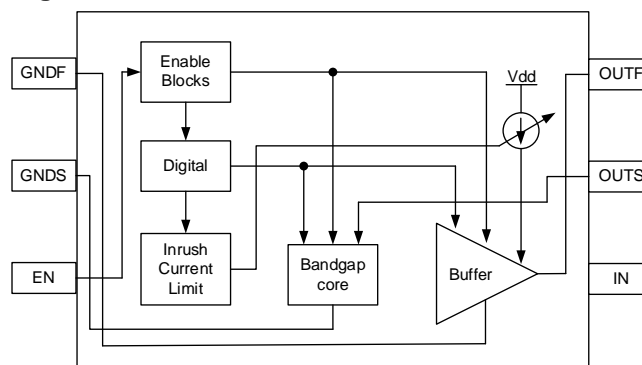 GNDF
GNDS
EN
Enable
Blocks
Digital
Inrush
Current
Limit
Bandgap
core
Buffer
Vdd
OUTF
OUTS
IN